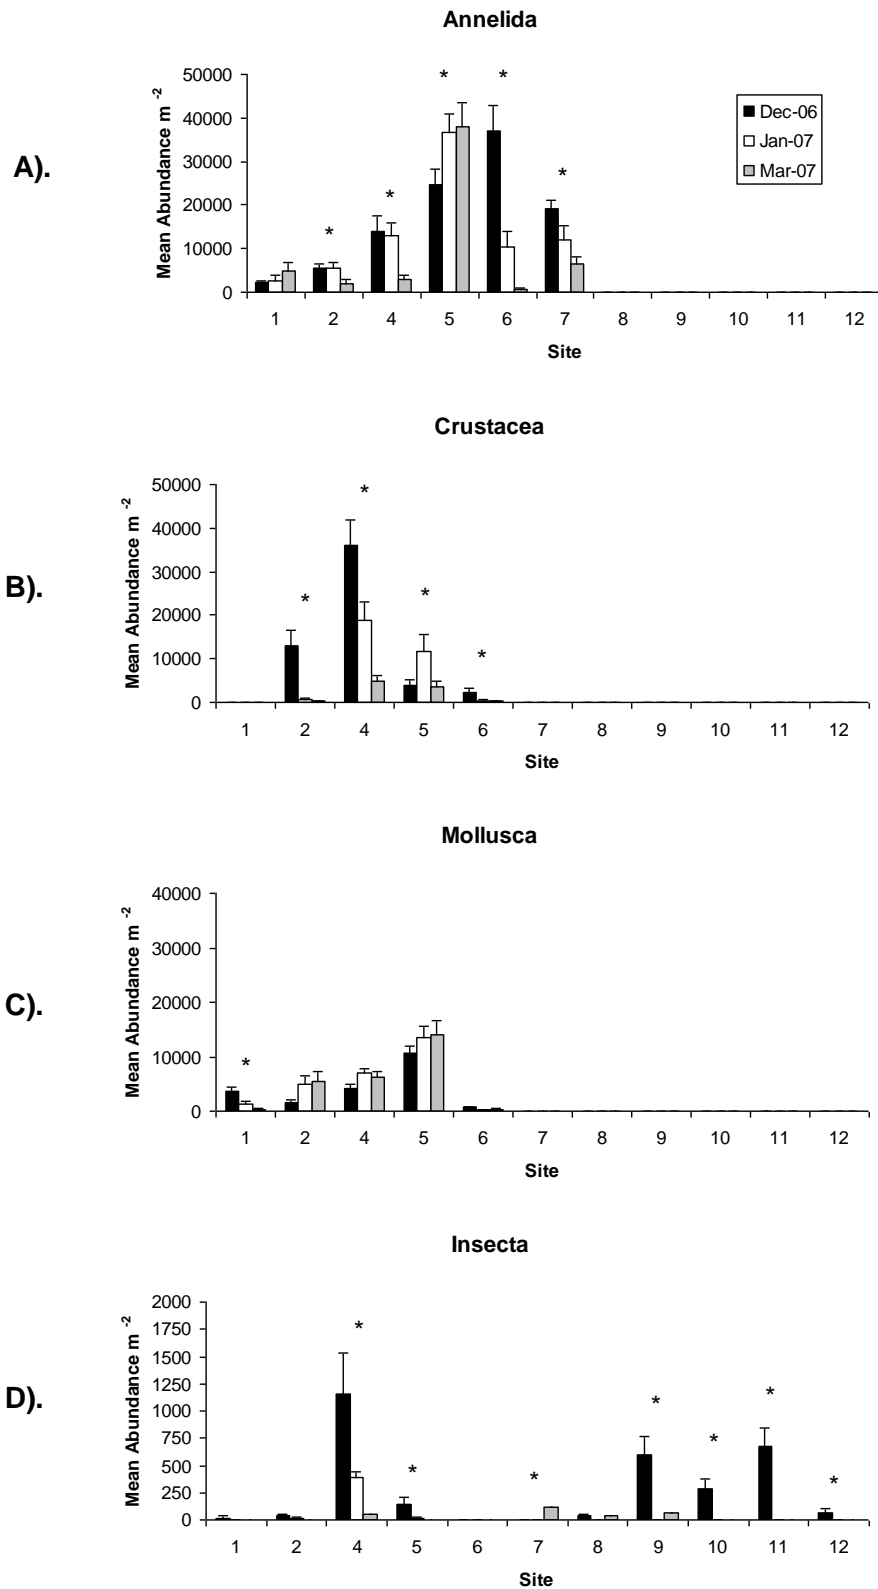 Annelida
A).
Mean Abundance m -2
50000
40000
30000
20000
10000
0
* * * * *
Dec-06
Jan-07
Mar-07
1 2 4 5 6 7 8 9 10 11 12
Site
Crustacea
B).
Mean Abundance m -2
50000
40000
30000
20000
10000
0
* * * *
1 2 4 5 6 7 8 9 10 11 12
Site
Mollusca
C).
Mean Abundance m -2
40000
30000
20000
10000
0
*
1 2 4 5 6 7 8 9 10 11 12
Site
Insecta
D).
Mean Abundance m -2
2000
1750
1500
1250
1000
750
500
250
0
* * * * * * *
1 2 4 5 6 7 8 9 10 11 12
Site